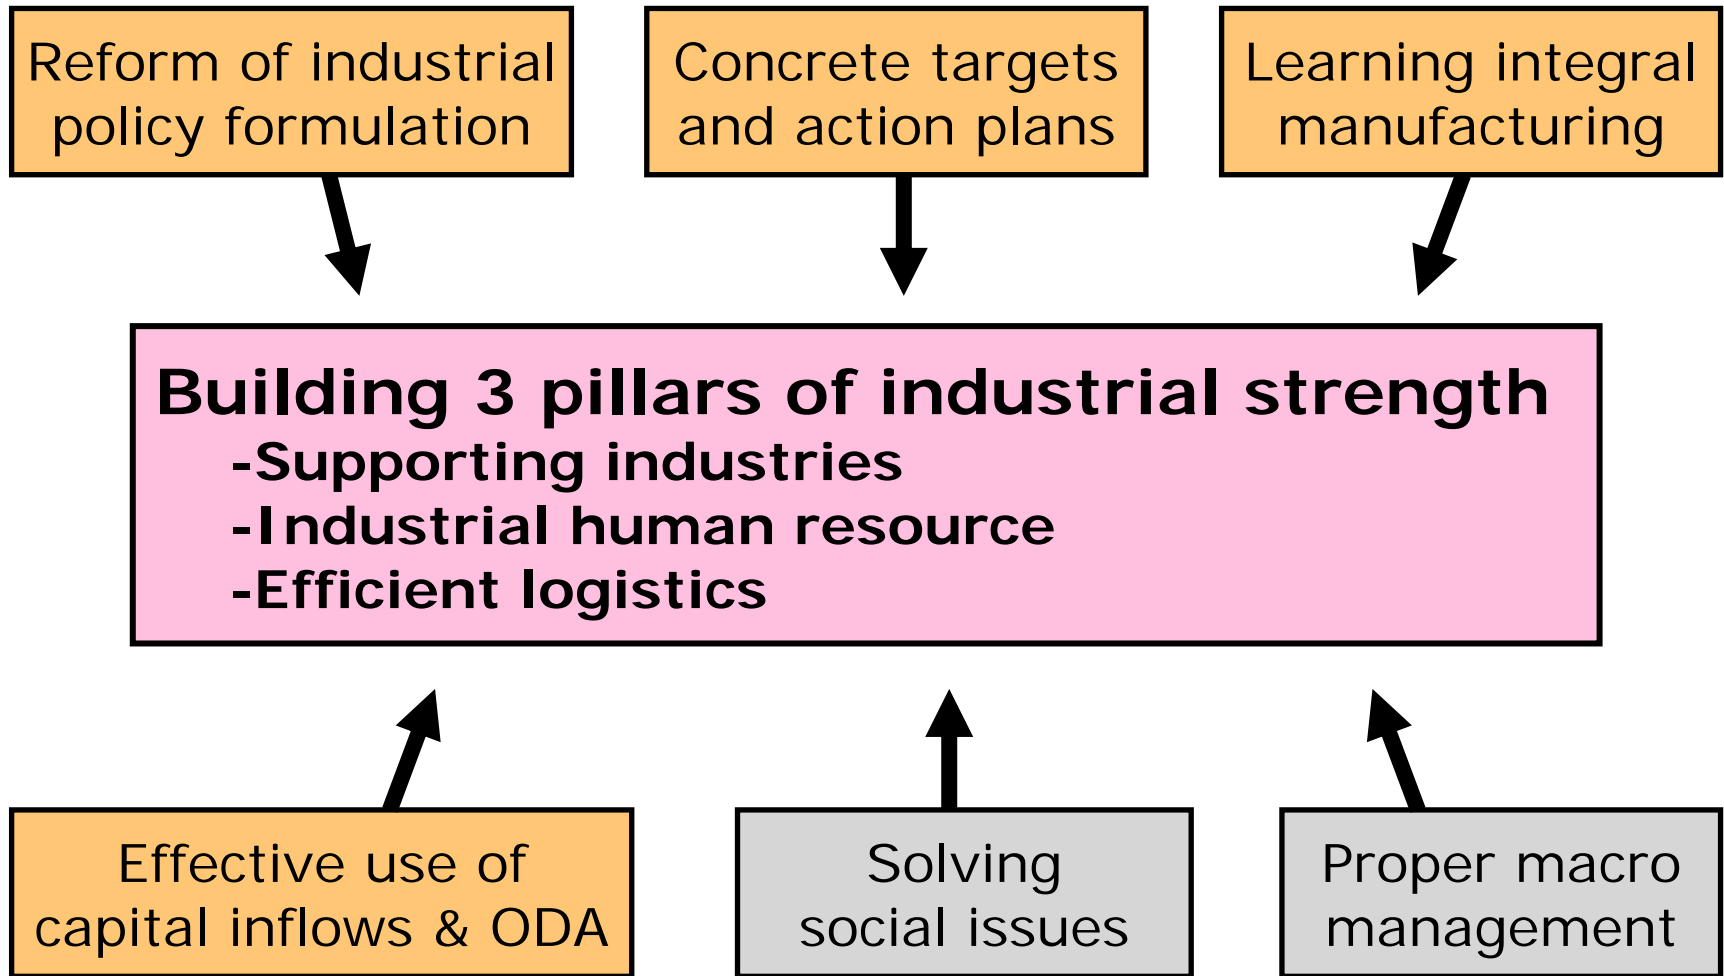 Reform of industrial
policy formulation
Concrete targets
and action plans
Learning integral
manufacturing
Building 3 pillars of industrial strength
-Supporting industries
-Industrial human resource
-Efficient logistics
Effective use of
capital inflows & ODA
Solving
social issues
Proper macro
management